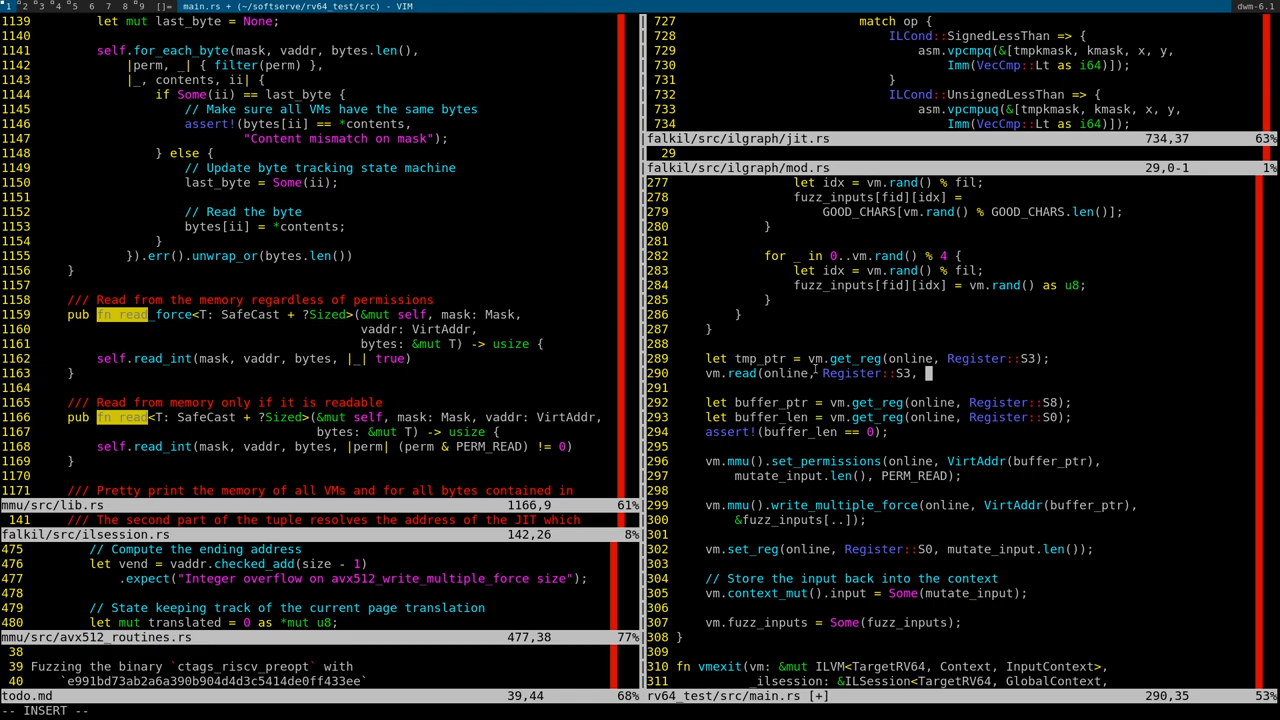 1 2 3 4 5 6 7 8 9 []= main.rs + (~/softserve/rv64_test/src) - VIM dwm-6.1
1139         let mut last_byte = None;
1140
1141         self.for_each_byte(mask, vaddr, bytes.len(),
1142             |perm, _| { filter(perm) },
1143             |_, contents, ii| {
1144                 if Some(ii) == last_byte {
1145                     // Make sure all VMs have the same bytes
1146                     assert!(bytes[ii] == *contents,
1147                             "Content mismatch on mask");
1148                 } else {
1149                     // Update byte tracking state machine
1150                     last_byte = Some(ii);
1151
1152                     // Read the byte
1153                     bytes[ii] = *contents;
1154                 }
1155             }).err().unwrap_or(bytes.len())
1156     }
1157
1158     /// Read from the memory regardless of permissions
1159     pub fn read_force<T: SafeCast + ?Sized>(&mut self, mask: Mask,
1160                                             vaddr: VirtAddr,
1161                                             bytes: &mut T) -> usize {
1162         self.read_int(mask, vaddr, bytes, |_| true)
1163     }
1164
1165     /// Read from memory only if it is readable
1166     pub fn read<T: SafeCast + ?Sized>(&mut self, mask: Mask, vaddr: VirtAddr,
1167                                       bytes: &mut T) -> usize {
1168         self.read_int(mask, vaddr, bytes, |perm| (perm & PERM_READ) != 0)
1169     }
1170
1171     /// Pretty print the memory of all VMs and for all bytes contained in
mmu/src/lib.rs 1166,9 61%
141     /// The second part of the tuple resolves the address of the JIT which
falkil/src/ilsession.rs 142,26 8%
475         // Compute the ending address
476         let vend = vaddr.checked_add(size - 1)
477             .expect("Integer overflow on avx512_write_multiple_force size");
478
479         // State keeping track of the current page translation
480         let mut translated = 0 as *mut u8;
mmu/src/avx512_routines.rs 477,38 77%
38
39 Fuzzing the binary `ctags_riscv_preopt` with
40     `e991bd73ab2a6a390b904d4d3c5414de0ff433ee`
todo.md 39,44 68%
727                         match op {
728                             ILCond::SignedLessThan => {
729                                 asm.vpcmpq(&[tmpkmask, kmask, x, y,
730                                     Imm(VecCmp::Lt as i64)]);
731                             }
732                             ILCond::UnsignedLessThan => {
733                                 asm.vpcmpuq(&[tmpkmask, kmask, x, y,
734                                     Imm(VecCmp::Lt as i64)]);
falkil/src/ilgraph/jit.rs 734,37 63%
29
falkil/src/ilgraph/mod.rs 29,0-1 1%
277                 let idx = vm.rand() % fil;
278                 fuzz_inputs[fid][idx] =
279                     GOOD_CHARS[vm.rand() % GOOD_CHARS.len()];
280             }
281
282             for _ in 0..vm.rand() % 4 {
283                 let idx = vm.rand() % fil;
284                 fuzz_inputs[fid][idx] = vm.rand() as u8;
285             }
286         }
287     }
288
289     let tmp_ptr = vm.get_reg(online, Register::S3);
290     vm.read(online, Register::S3,
291
292     let buffer_ptr = vm.get_reg(online, Register::S8);
293     let buffer_len = vm.get_reg(online, Register::S0);
294     assert!(buffer_len == 0);
295
296     vm.mmu().set_permissions(online, VirtAddr(buffer_ptr),
297         mutate_input.len(), PERM_READ);
298
299     vm.mmu().write_multiple_force(online, VirtAddr(buffer_ptr),
300         &fuzz_inputs[..]);
301
302     vm.set_reg(online, Register::S0, mutate_input.len());
303
304     // Store the input back into the context
305     vm.context_mut().input = Some(mutate_input);
306
307     vm.fuzz_inputs = Some(fuzz_inputs);
308 }
309
310 fn vmexit(vm: &mut ILVM<TargetRV64, Context, InputContext>,
311           _ilsession: &ILSession<TargetRV64, GlobalContext,
rv64_test/src/main.rs [+] 290,35 53%
-- INSERT --